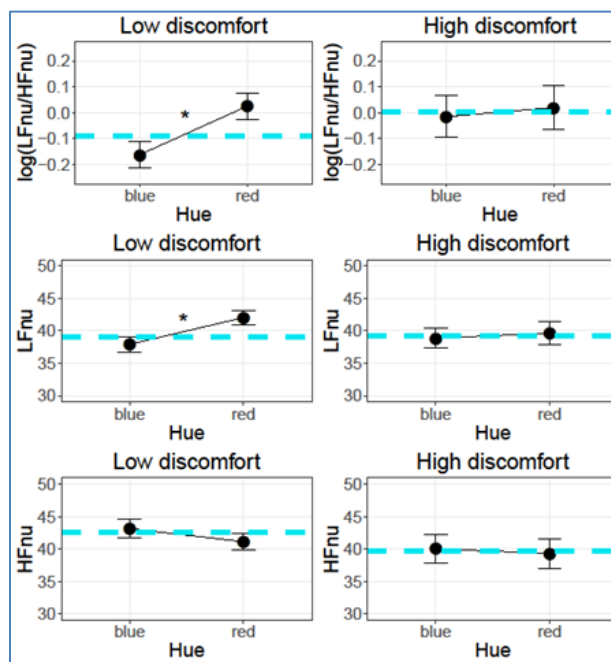 Low discomfort
log(LFnu/HFnu)
0.2
0.1
0.0
−0.1
−0.2
*
blue
red
Hue
High discomfort
log(LFnu/HFnu)
0.2
0.1
0.0
−0.1
−0.2
blue
red
Hue
Low discomfort
LFnu
50
45
40
35
30
*
blue
red
Hue
High discomfort
LFnu
50
45
40
35
30
blue
red
Hue
Low discomfort
HFnu
50
45
40
35
30
blue
red
Hue
High discomfort
HFnu
50
45
40
35
30
blue
red
Hue